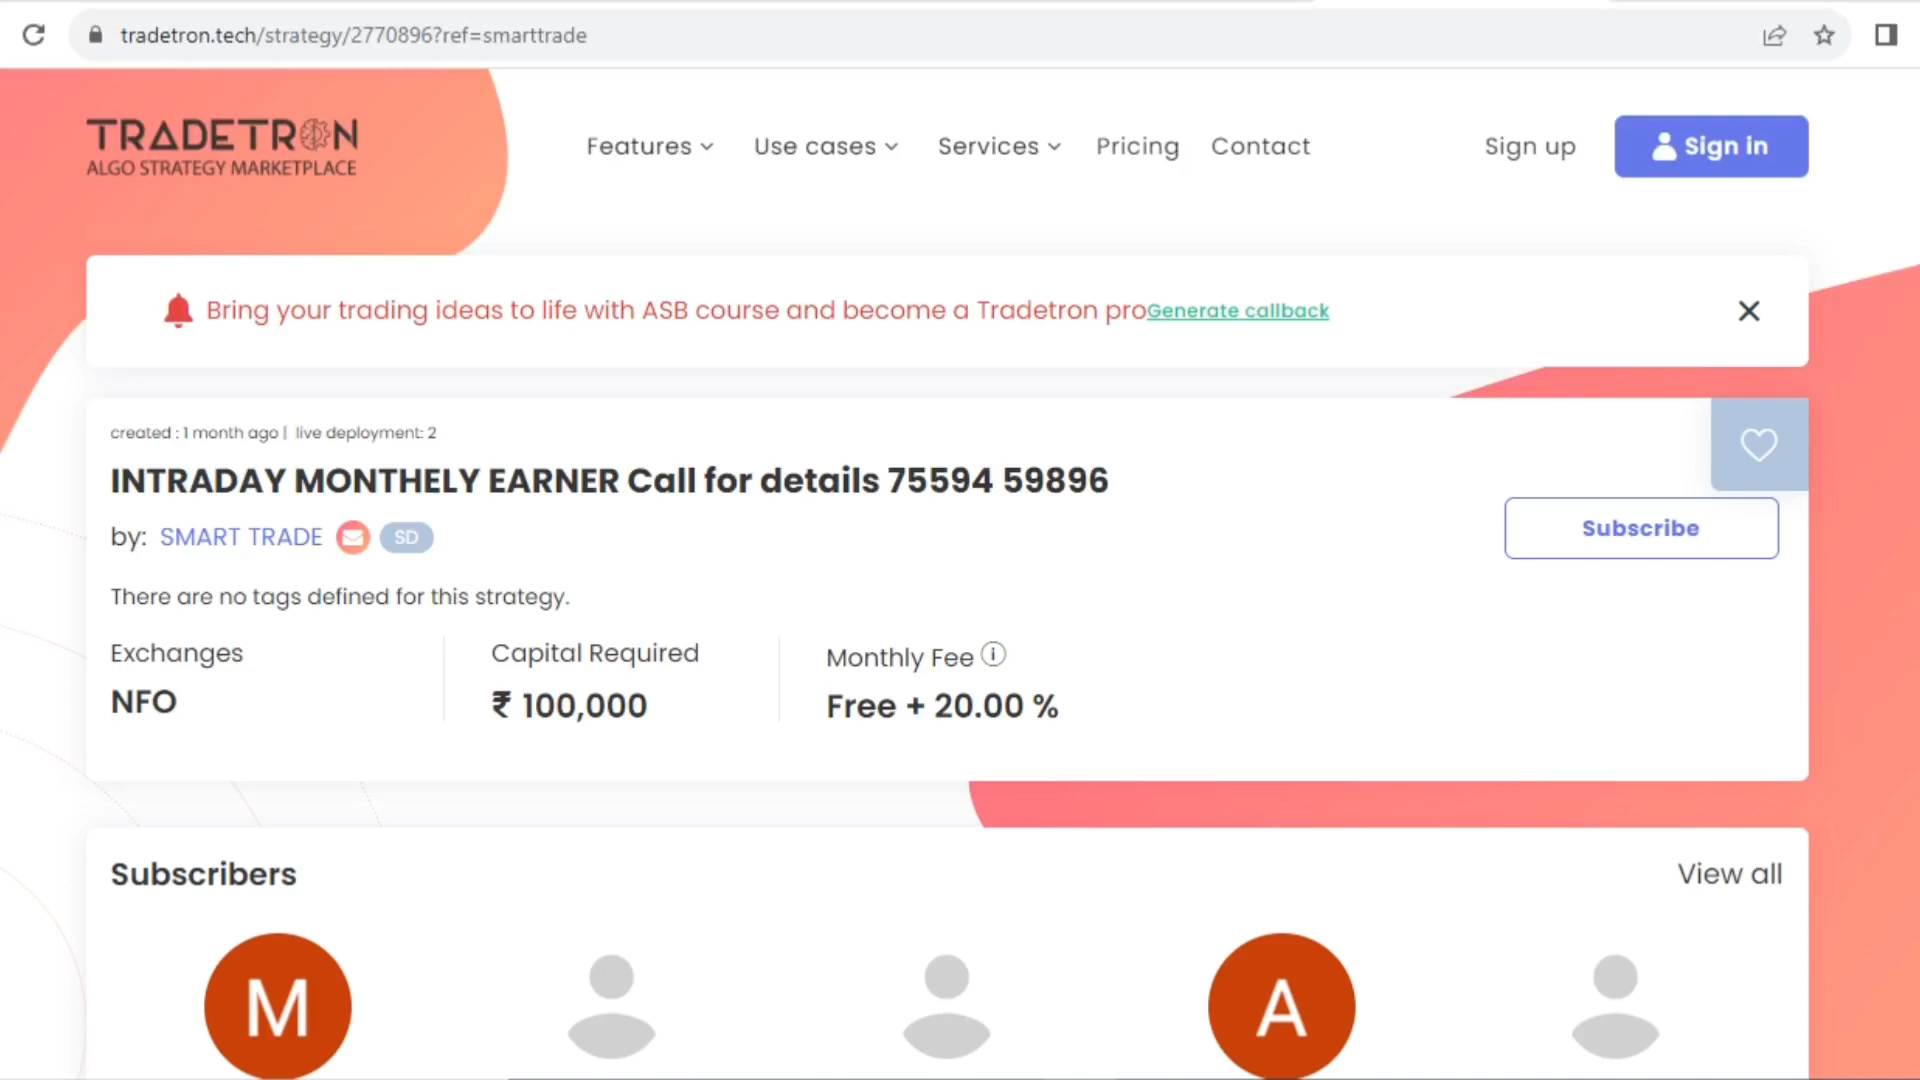 tradetron.tech/strategy/2770896?ref=smarttrade
TRADETRON
ALGO STRATEGY MARKETPLACE
Features
Use cases
Services
Pricing
Contact
Sign up
Sign in
Bring your trading ideas to life with ASB course and become a Tradetron proGenerate callback
created : 1 month ago | live deployment: 2
INTRADAY MONTHELY EARNER Call for details 75594 59896
by: SMART TRADE SD
Subscribe
There are no tags defined for this strategy.
Exchanges
NFO
Capital Required
₹ 100,000
Monthly Fee
Free + 20.00 %
Subscribers
View all
M
A